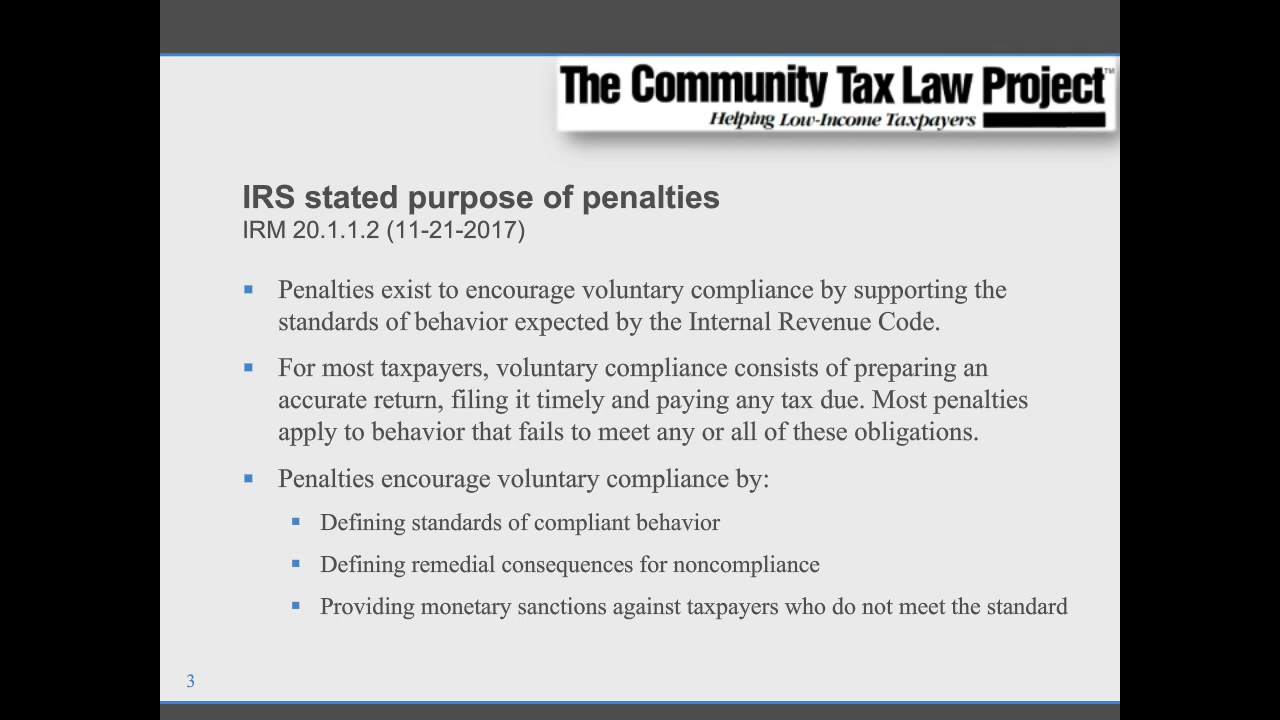 The Community Tax Law Project™
Helping Low-Income Taxpayers
IRS stated purpose of penalties
IRM 20.1.1.2 (11-21-2017)
▪ Penalties exist to encourage voluntary compliance by supporting the
standards of behavior expected by the Internal Revenue Code.
▪ For most taxpayers, voluntary compliance consists of preparing an
accurate return, filing it timely and paying any tax due. Most penalties
apply to behavior that fails to meet any or all of these obligations.
▪ Penalties encourage voluntary compliance by:
▪ Defining standards of compliant behavior
▪ Defining remedial consequences for noncompliance
▪ Providing monetary sanctions against taxpayers who do not meet the standard
3